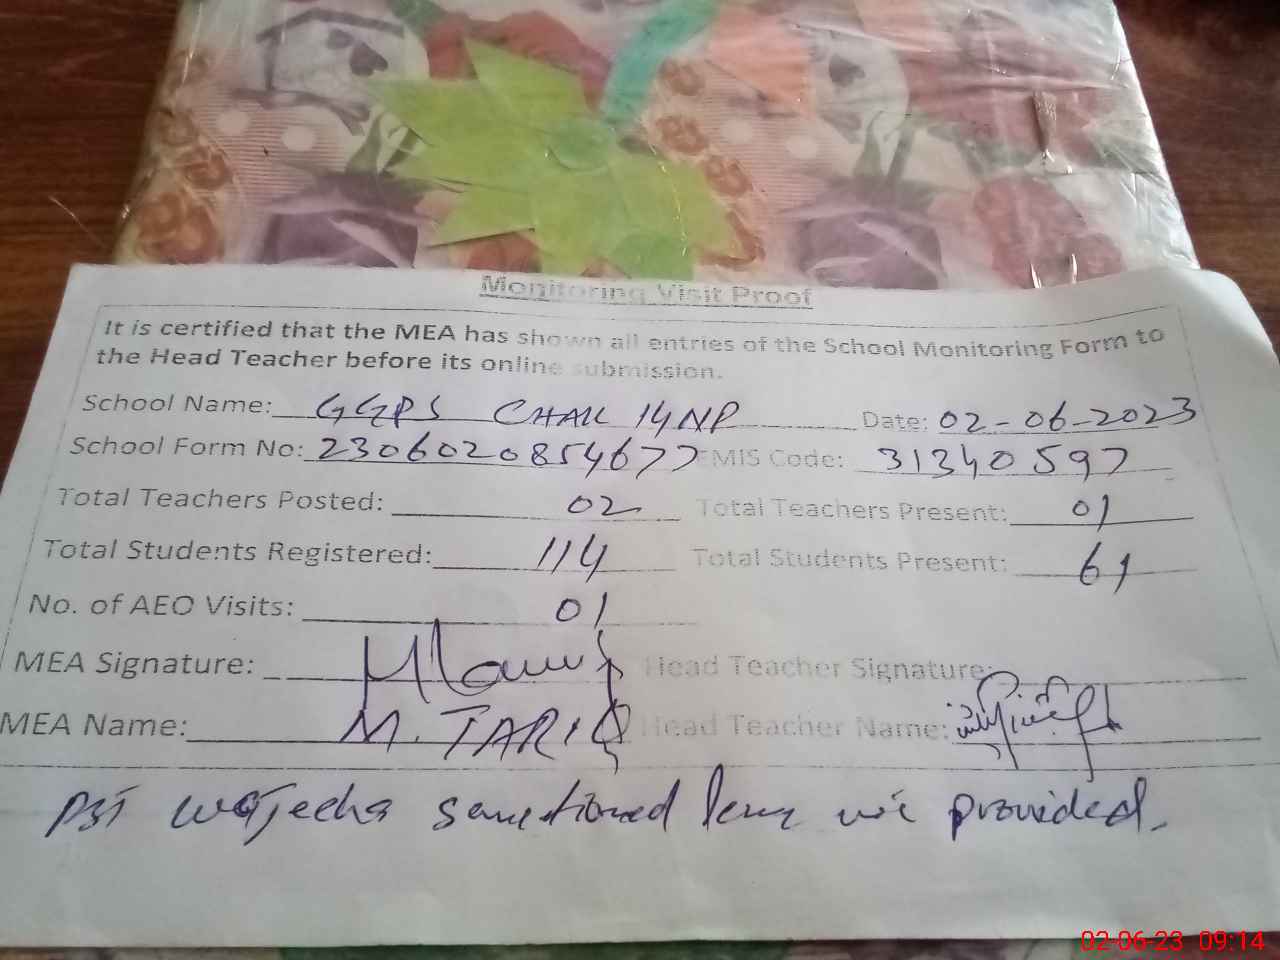 Monitoring Visit Proof
It is certified that the MEA has shown all entries of the School Monitoring Form to
the Head Teacher before its online submission.
School Name: GGPS CHAK 14NP Date: 02-06-2023
School Form No: 230602085467 7 EMIS Code: 31340597
Total Teachers Posted: 02 Total Teachers Present: 01
Total Students Registered: 114 Total Students Present: 61
No. of AEO Visits: 01
MEA Signature: Head Teacher Signature:
MEA Name: M. TARIQ Head Teacher Name:
PST Wajeeha sanctioned provided.
02-06-23 09:14